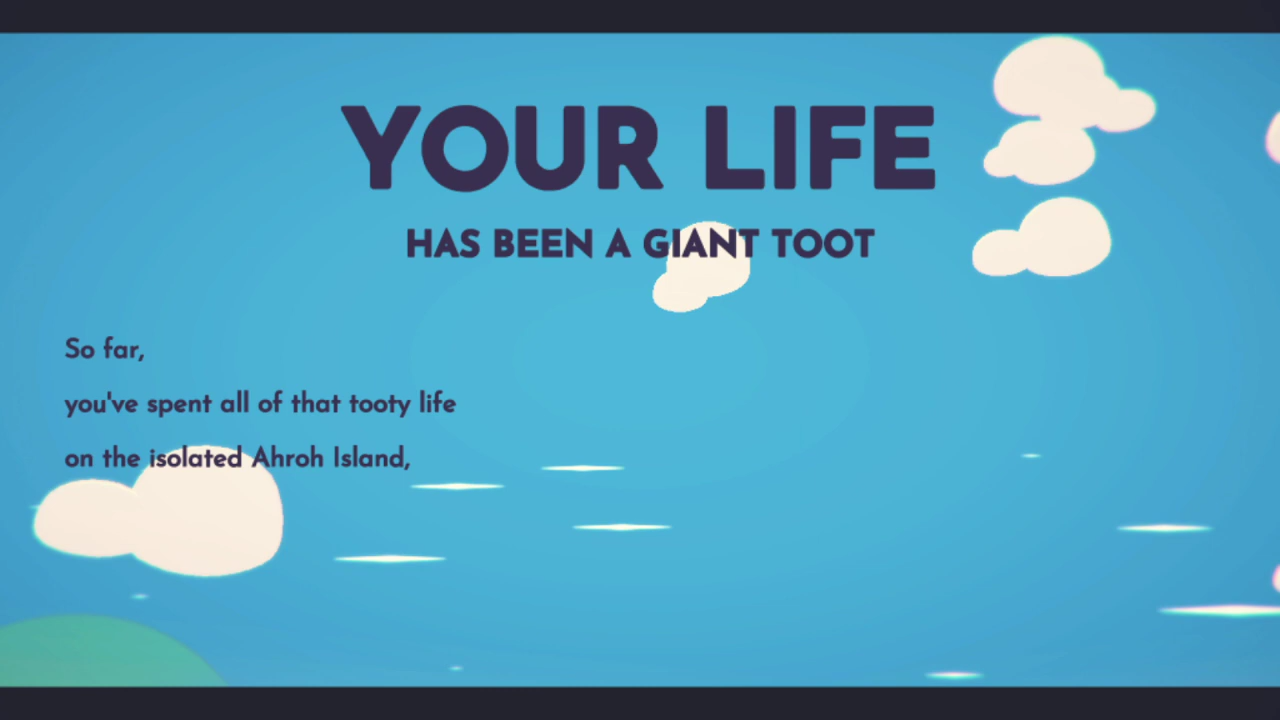 YOUR LIFE
HAS BEEN A GIANT TOOT
So far,
you've spent all of that tooty life
on the isolated Ahroh Island,